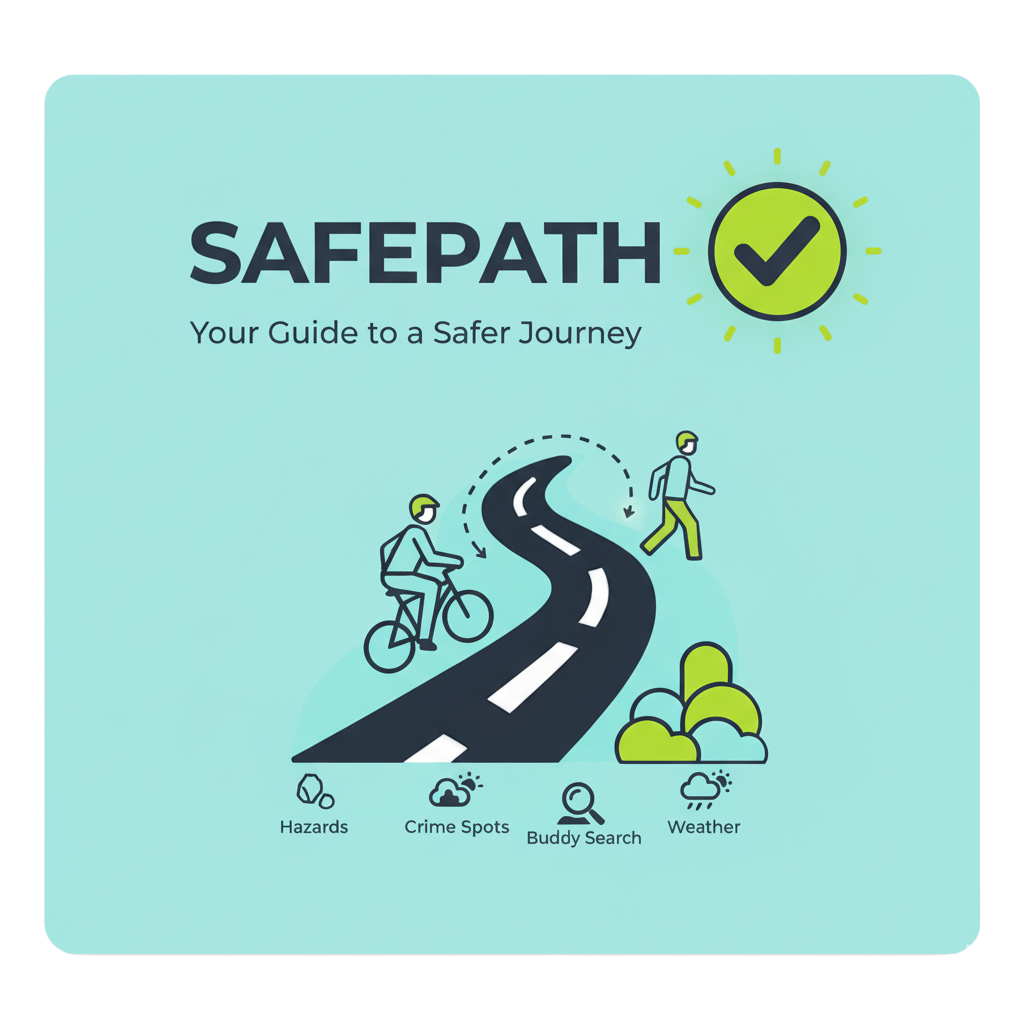 SAFEPATH
Your Guide to a Safer Journey
Hazards
Crime Spots
Buddy Search
Weather